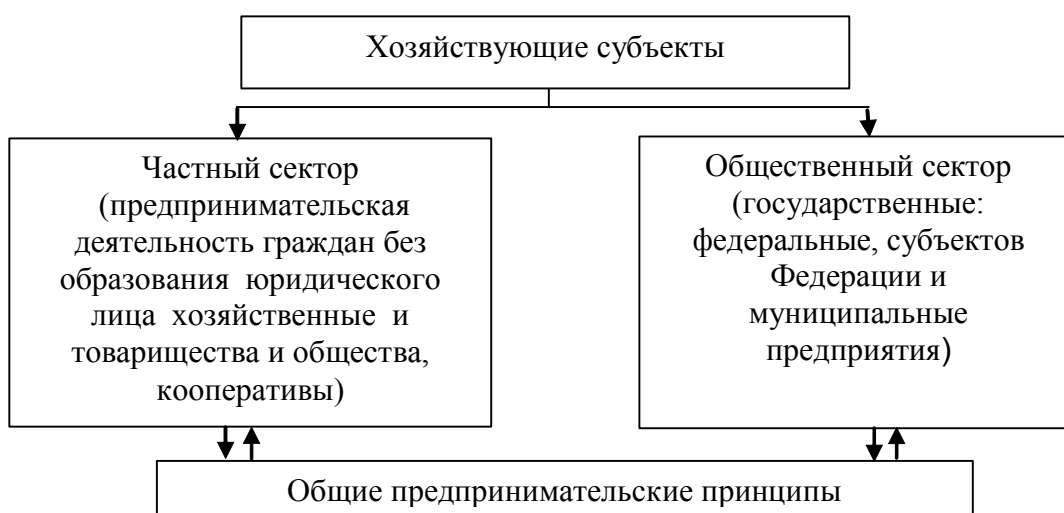 Хозяйствующие субъекты
Частный сектор
(предпринимательская
деятельность граждан без
образования юридического
лица хозяйственные и
товарищества и общества,
кооперативы)
Общественный сектор
(государственные:
федеральные, субъектов
Федерации и
муниципальные
предприятия)
Общие предпринимательские принципы